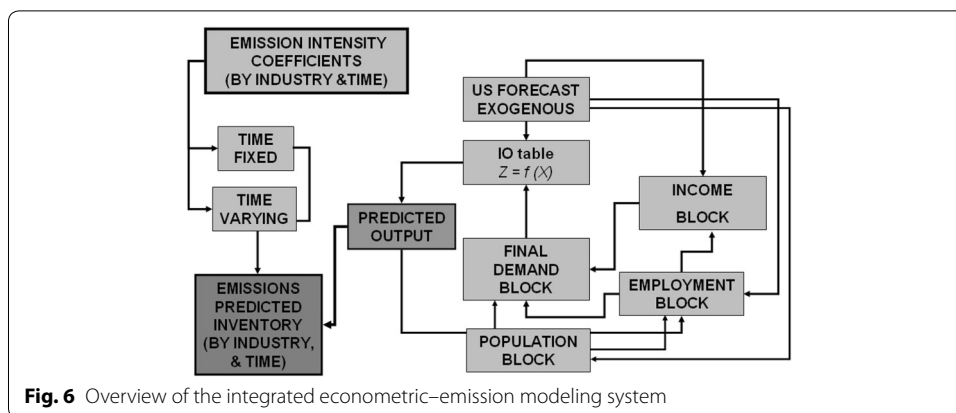 EMISSION INTENSITY
COEFFICIENTS
(BY INDUSTRY &TIME)
TIME
FIXED
TIME
VARYING
EMISSIONS
PREDICTED
INVENTORY
(BY INDUSTRY,
& TIME)
PREDICTED
OUTPUT
US FORECAST
EXOGENOUS
IO table
Z = f (X)
FINAL
DEMAND
BLOCK
POPULATION
BLOCK
INCOME
BLOCK
EMPLOYMENT
BLOCK
Fig. 6 Overview of the integrated econometric–emission modeling system